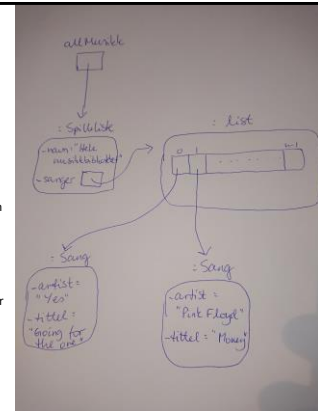 allMusikk
: Spilleliste
-navn: "Hele
musikkbiblioteket"
-sanger
: list
0 1 . . . . . n-1
: Sang
-artist =
"Yes"
-tittel =
"Going for
the one"
: Sang
-artist =
"Pink Floyd"
-tittel = "Money"
n
r